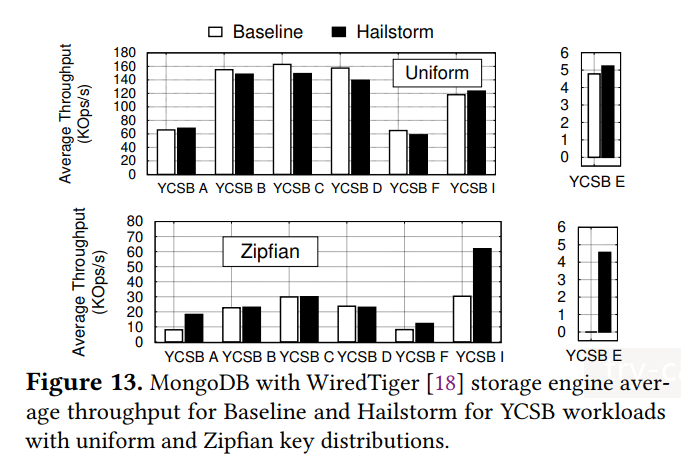 Baseline Hailstorm
Average Throughput
(KOps/s)
180
160
140
120
100
80
60
40
20
0
Uniform
YCSB A YCSB B YCSB C YCSB D YCSB F YCSB I
6
5
4
3
2
1
0
YCSB E
Average Throughput
(KOps/s)
80
70
60
50
40
30
20
10
0
Zipfian
YCSB A YCSB B YCSB C YCSB D YCSB F YCSB I
6
5
4
3
2
1
0
YCSB E
Figure 13. MongoDB with WiredTiger [18] storage engine aver-
age throughput for Baseline and Hailstorm for YCSB workloads
with uniform and Zipfian key distributions.